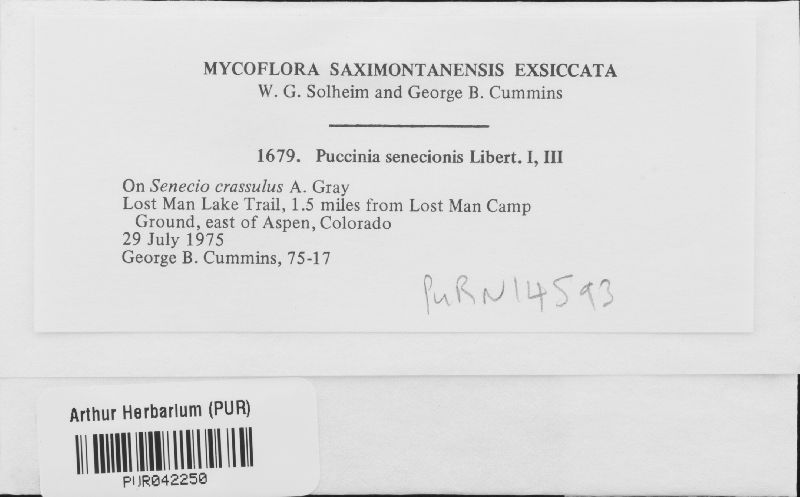 MYCOFLORA SAXIMONTANENSIS EXSICCATA
W. G. Solheim and George B. Cummins
1679. Puccinia senecionis Libert. I, III
On Senecio crassulus A. Gray
Lost Man Lake Trail, 1.5 miles from Lost Man Camp
Ground, east of Aspen, Colorado
29 July 1975
George B. Cummins, 75-17
PURN14593
Arthur Herbarium (PUR)
PUR042250